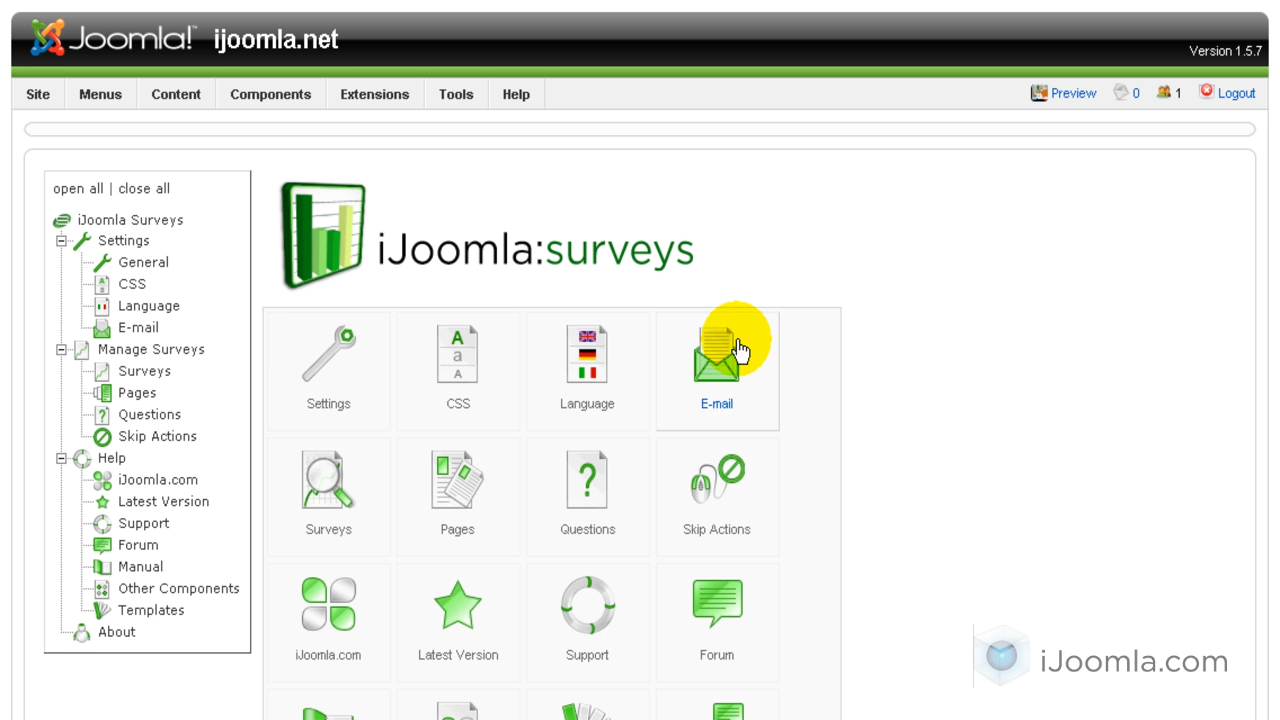 Joomla! ijoomla.net
Version 1.5.7
Site Menus Content Components Extensions Tools Help Preview 0 1 Logout
open all | close all
iJoomla Surveys
Settings
General
CSS
Language
E-mail
Manage Surveys
Surveys
Pages
Questions
Skip Actions
Help
iJoomla.com
Latest Version
Support
Forum
Manual
Other Components
Templates
About
iJoomla:surveys
A
a
A
Settings CSS Language E-mail
?
Surveys Pages Questions Skip Actions
iJoomla.com Latest Version Support Forum
iJoomla.com